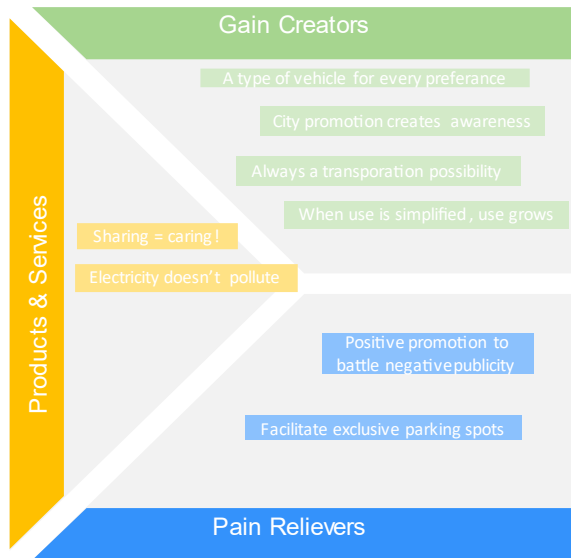 Gain Creators
A type of vehicle for every preferance
City promotion creates awareness
Always a transporation possibility
When use is simplified, use grows
Products & Services
Sharing = caring!
Electricity doesn't pollute
Positive promotion to
battle negative publicity
Facilitate exclusive parking spots
Pain Relievers